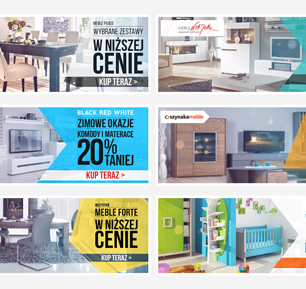 MEBLE PAGED
WYBRANE ZESTAWY
W NIŻSZEJ
CENIE
KUP TERAZ >
MEBLE
BLACK RED WHITE
ZIMOWE OKAZJE
KOMODY I MATERACE
20%
TANIEJ
KUP TERAZ >
szynakameble
WSZYSTKIE
MEBLE FORTE
W NIŻSZEJ
CENIE
KUP TERAZ >